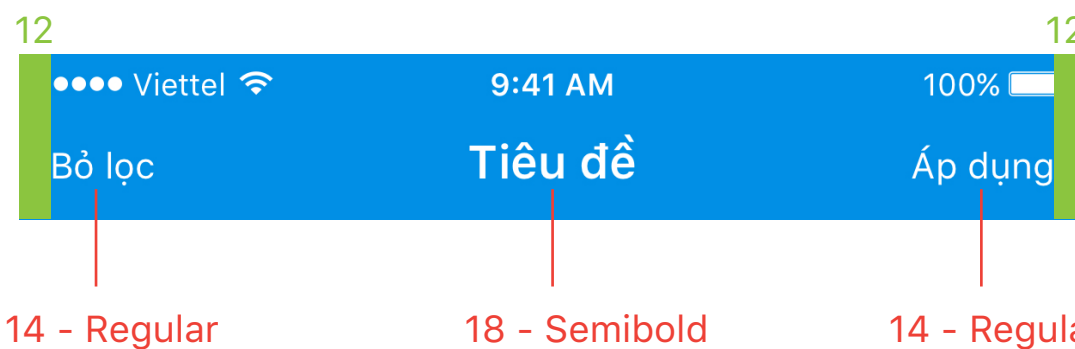 12 12
Viettel 9:41 AM 100%
Bỏ lọc Tiêu đề Áp dụng
14 - Regular 18 - Semibold 14 - Regula